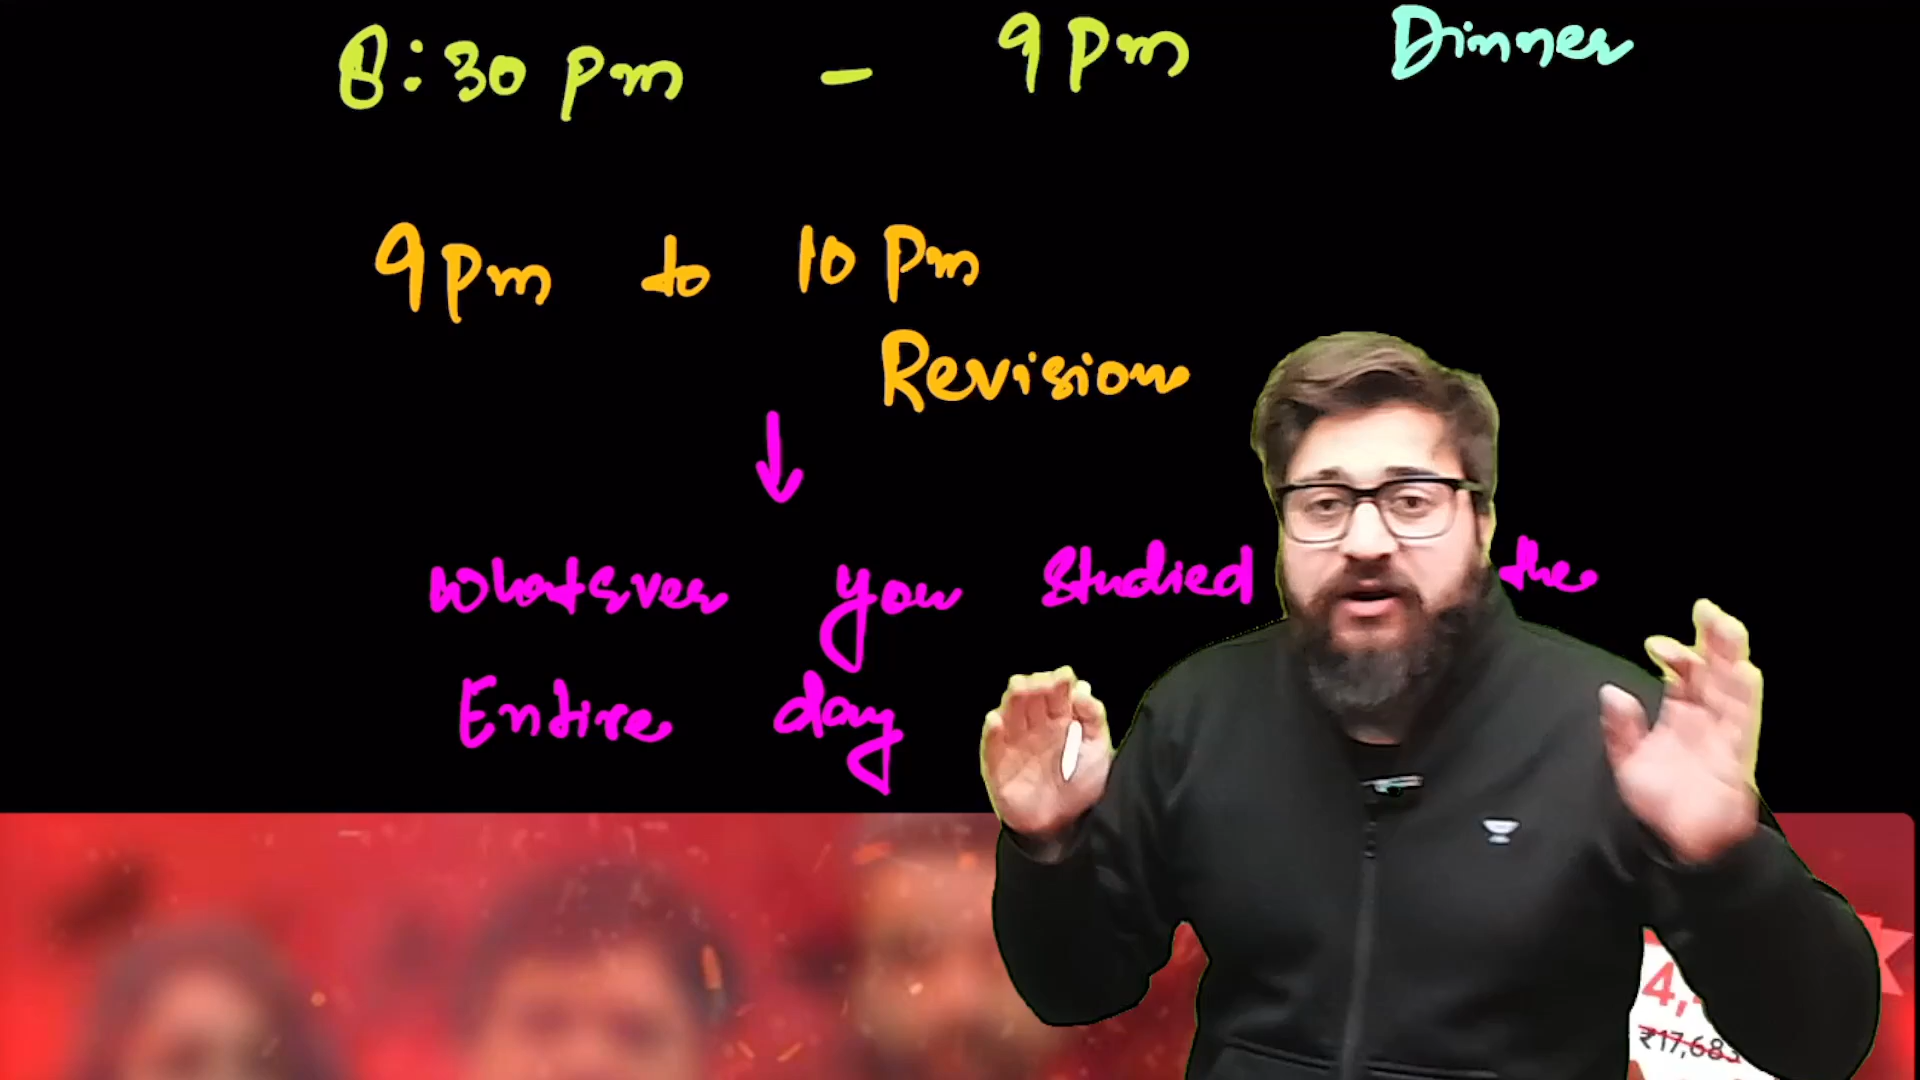 8:30 pm - 9 pm Dinner
9 pm to 10 pm
Revision
Whatever you studied the
Entire day
4,
₹17,683